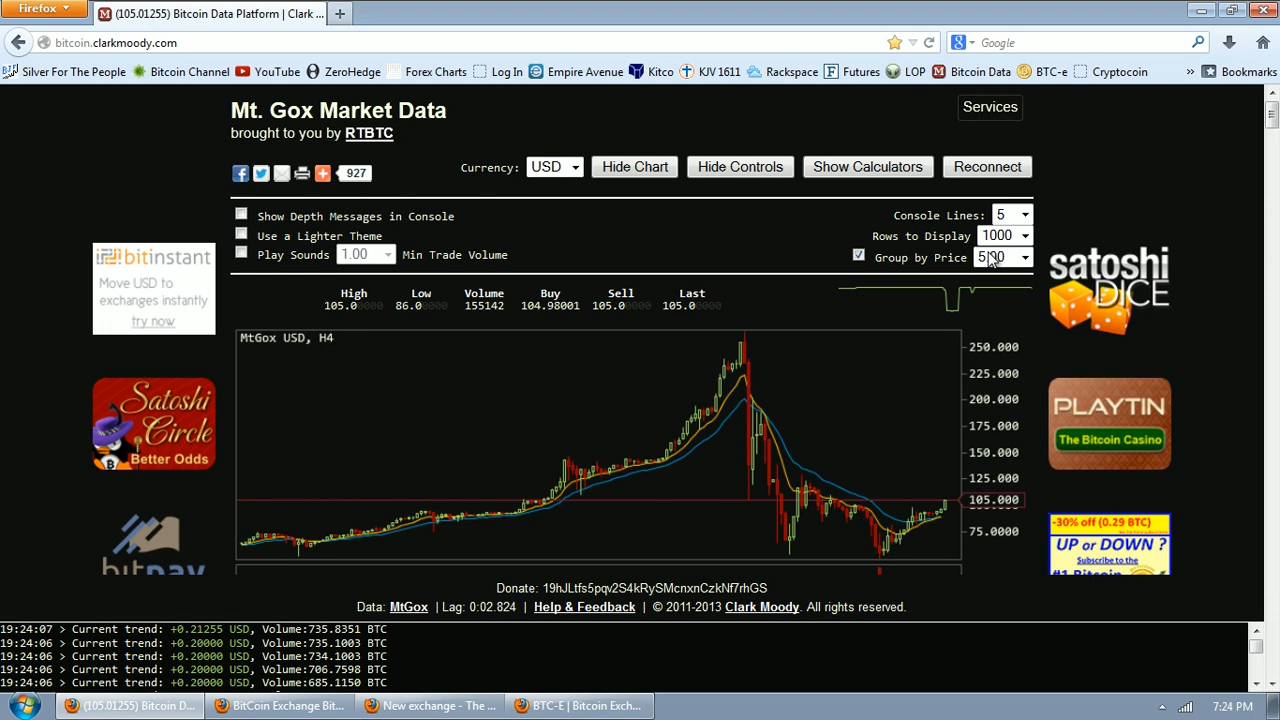 Firefox
(105.01255) Bitcoin Data Platform | Clark ...
bitcoin.clarkmoody.com
Google
Silver For The People
Bitcoin Channel
YouTube
ZeroHedge
Forex Charts
Log In
Empire Avenue
Kitco
KJV 1611
Rackspace
Futures
LOP
Bitcoin Data
BTC-e
Cryptocoin
»
Bookmarks
Mt. Gox Market Data
Services
brought to you by RTBTC
927
Currency: USD
Hide Chart
Hide Controls
Show Calculators
Reconnect
Show Depth Messages in Console
Console Lines: 5
Use a Lighter Theme
Rows to Display 1000
Play Sounds 1.00 Min Trade Volume
Group by Price
High Low Volume Buy Sell Last
105.00000 86.00000 155142 104.98001 105.00000 105.00000
bitinstant
Move USD to
exchanges instantly
try now
satoshi
DICE
MtGox USD, H4
250.000
225.000
200.000
175.000
150.000
125.000
105.000
75.0000
Satoshi
Circle
Better Odds
PLAYTIN
The Bitcoin Casino
bitpay
-30% off (0.29 BTC)
UP or DOWN ?
Subscribe to the
#1 Bitcoin
Donate: 19hJLtfs5pqv2S4kRySMcnxnCzkNf7rhGS
Data: MtGox | Lag: 0:02.824 | Help & Feedback | © 2011-2013 Clark Moody. All rights reserved.
19:24:07 > Current trend: +0.21255 USD, Volume:735.8351 BTC
19:24:06 > Current trend: +0.20000 USD, Volume:735.1003 BTC
19:24:06 > Current trend: +0.20000 USD, Volume:734.1003 BTC
19:24:06 > Current trend: +0.20000 USD, Volume:706.7598 BTC
19:24:06 > Current trend: +0.20000 USD, Volume:685.1150 BTC
(105.01255) Bitcoin D...
BitCoin Exchange Bit...
New exchange - The ...
BTC-E | Bitcoin Exch...
7:24 PM